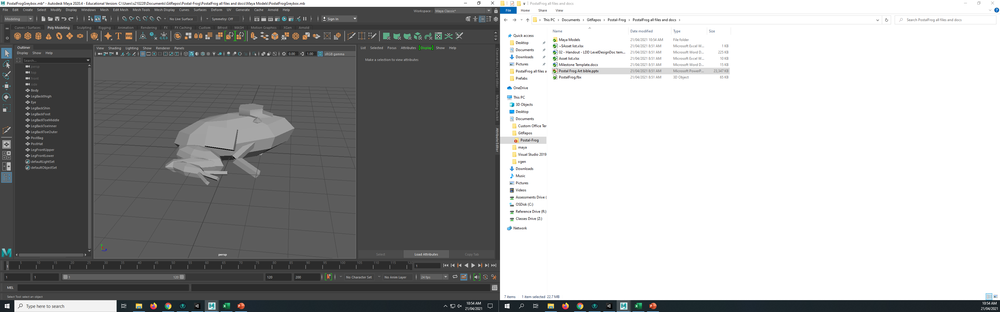 PostalFrogGreybox.mb* - Autodesk Maya 2020.4 - Educational Version: C:\Users\s210228\Documents\GitRepos\Postal-Frog\PostalFrog all files and docs\Maya Models\PostalFrogGreybox.mb
File Edit Create Select Modify Display Windows Mesh Edit Mesh Mesh Tools Mesh Display Curves Surfaces Deform UV Generate Cache Arnold Help
Workspace : Maya Classic*
Modeling No Live Surface Symmetry: Off Sign In
Curves / Surfaces Poly Modeling Sculpting Rigging Animation Rendering FX FX Caching Custom Bifrost MASH Motion Graphics XGen Arnold
T SVG 0,0,0
Outliner
Display Show Help
Search...
persp
top
front
side
Body
LegBackthigh
Eye
LegBackShin
LegBackFoot
LegBackToeMiddle
LegBackToeInner
LegBackToeOuter
PostBag
PostHat
LegFrontUpper
LegFrontLower
defaultLightSet
defaultObjectSet
View Shading Lighting Show Renderer Panels
0.00 1.00 sRGB gamma
persp
List Selected Focus Attributes Display Show Help
Make a selection to view attributes
Select Load Attributes Copy Tab
Channel Box / Layer Editor
Modeling Toolkit
Attribute Editor
1 5 10 15 20 25 30 35 40 45 50 55 60 65 70 75 80 85 90 95 100 105 110 115 120
1
1 1 1 120 120 200 No Character Set No Anim Layer 24 fps
MEL
Select Tool: select an object
Type here to search
10:54 AM
21/04/2021
PostalFrog all files and docs
File Home Share View
This PC Documents GitRepos Postal-Frog PostalFrog all files and docs
Search PostalFrog all files and docs
Name Date modified Type Size
Maya Models 21/04/2021 10:54 AM File folder
~$Asset list.xlsx 21/04/2021 8:51 AM Microsoft Excel W... 1 KB
02 - Handout - LDD LevelDesignDoc tem... 21/04/2021 8:51 AM Microsoft Word D... 225 KB
Asset list.xlsx 21/04/2021 8:51 AM Microsoft Excel W... 10 KB
Milestone Template.docx 21/04/2021 8:51 AM Microsoft Word D... 15 KB
Postal Frog Art bible.pptx 21/04/2021 8:51 AM Microsoft PowerP... 23,347 KB
PostalFrog.fbx 21/04/2021 8:51 AM 3D Object 65 KB
Quick access
Desktop
Documents
Downloads
Pictures
PostalFrog all files a
Prefabs
OneDrive
This PC
3D Objects
Desktop
Documents
Custom Office Ter
GitRepos
Postal-Frog
maya
Visual Studio 2019
xgen
Downloads
Music
Pictures
Videos
Assessments Drive (
OSDisk (C:)
Reference Drive (R:)
Classes Drive (Z:)
Network
7 items 1 item selected 22.7 MB
10:54 AM
21/04/2021